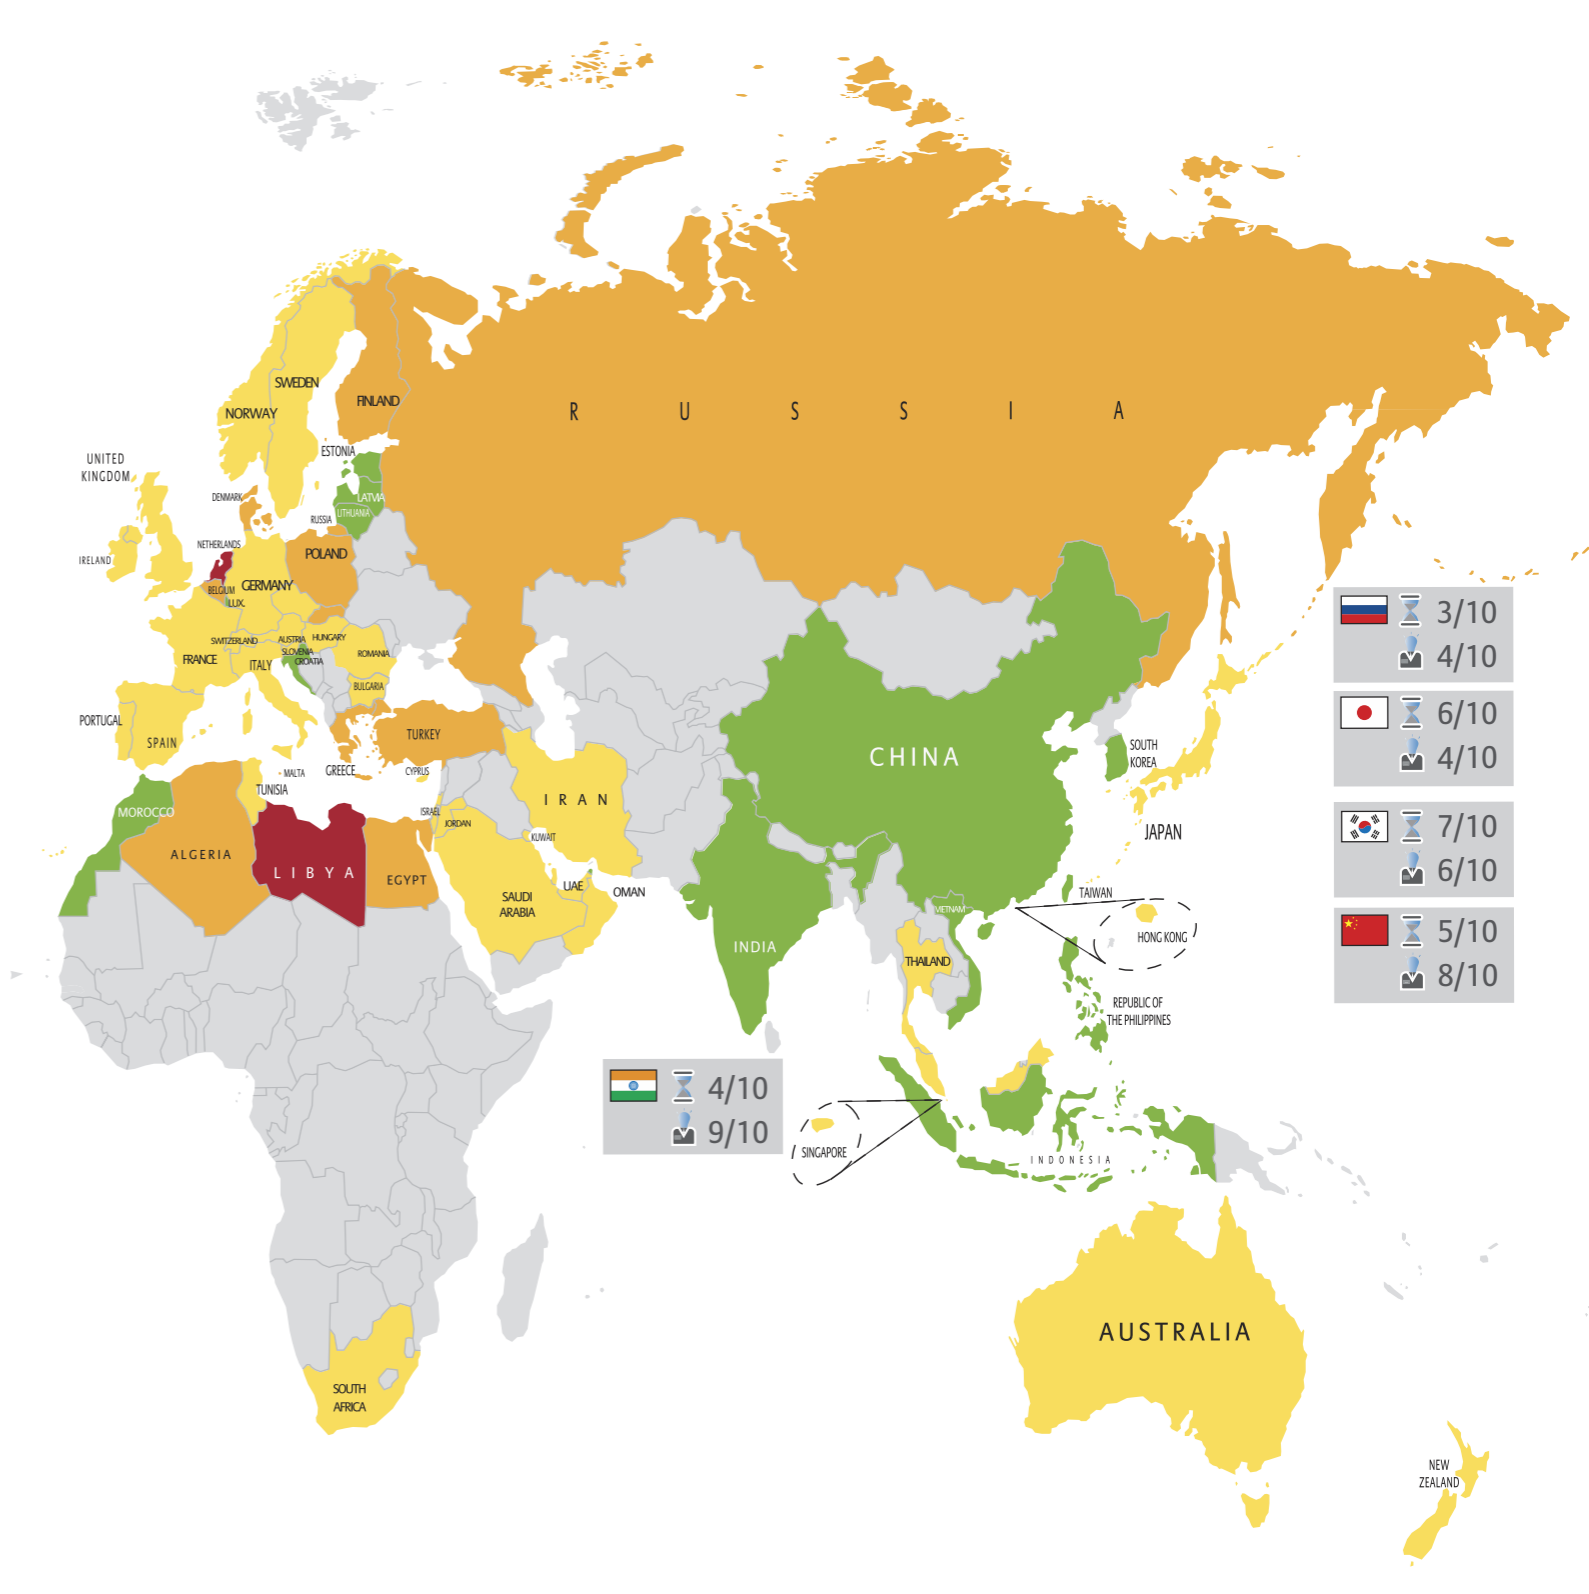 SWEDEN
NORWAY
FINLAND
R U S S I A
ESTONIA
UNITED
KINGDOM
DENMARK
LATVIA
LITHUANIA
RUSSIA
NETHERLANDS
IRELAND
POLAND
BELGIUM
GERMANY
LUX.
SWITZERLAND
AUSTRIA
HUNGARY
SLOVENIA
CROATIA
ROMANIA
FRANCE
ITALY
BULGARIA
PORTUGAL
SPAIN
TURKEY
GREECE
CYPRUS
MALTA
TUNISIA
MOROCCO
ISRAEL
JORDAN
KUWAIT
IRAN
ALGERIA
LIBYA
EGYPT
UAE
OMAN
SAUDI
ARABIA
CHINA
SOUTH
KOREA
JAPAN
TAIWAN
HONG KONG
VIETNAM
INDIA
THAILAND
REPUBLIC OF
THE PHILIPPINES
3/10
4/10
6/10
4/10
7/10
6/10
5/10
8/10
4/10
9/10
SINGAPORE
INDONESIA
AUSTRALIA
SOUTH
AFRICA
NEW
ZEALAND